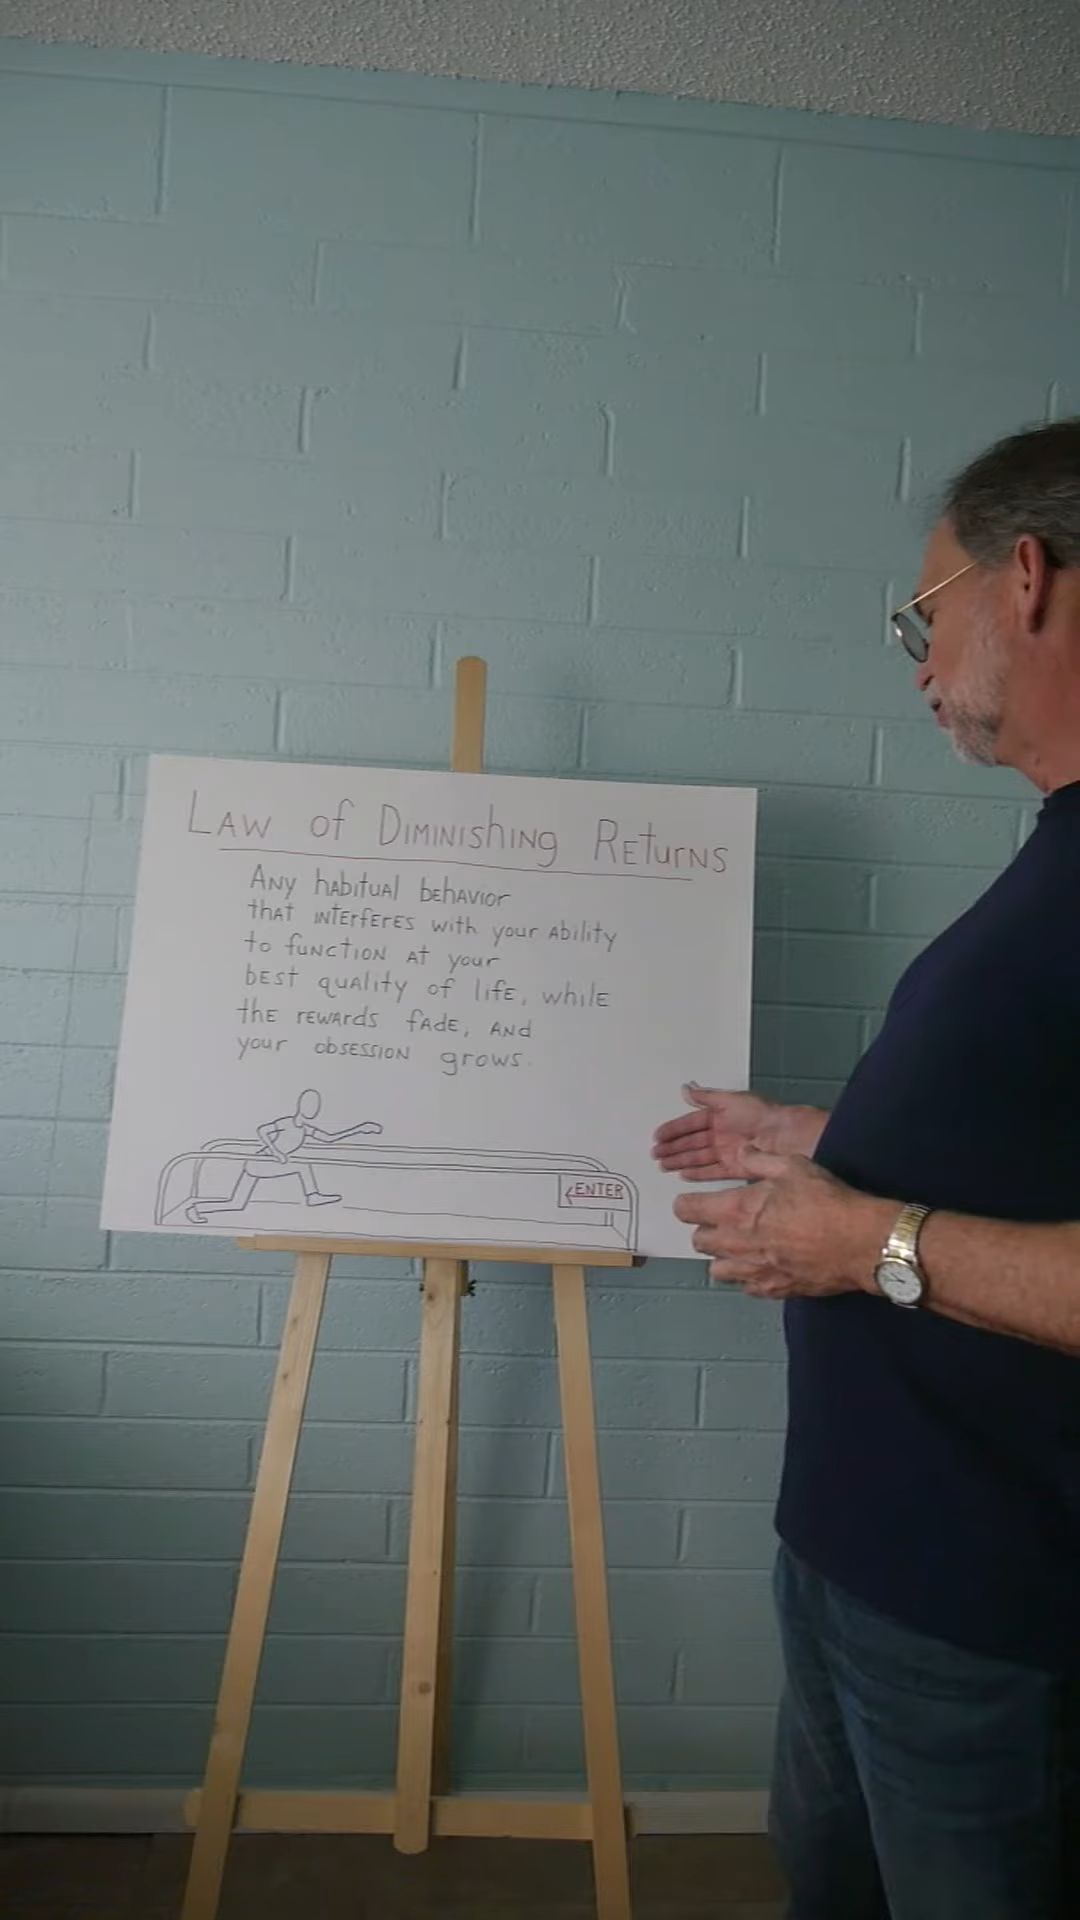 Law of Diminishing Returns
Any habitual behavior
that interferes with your ability
to function at your
best quality of life, while
the rewards fade, and
your obsession grows.
ENTER